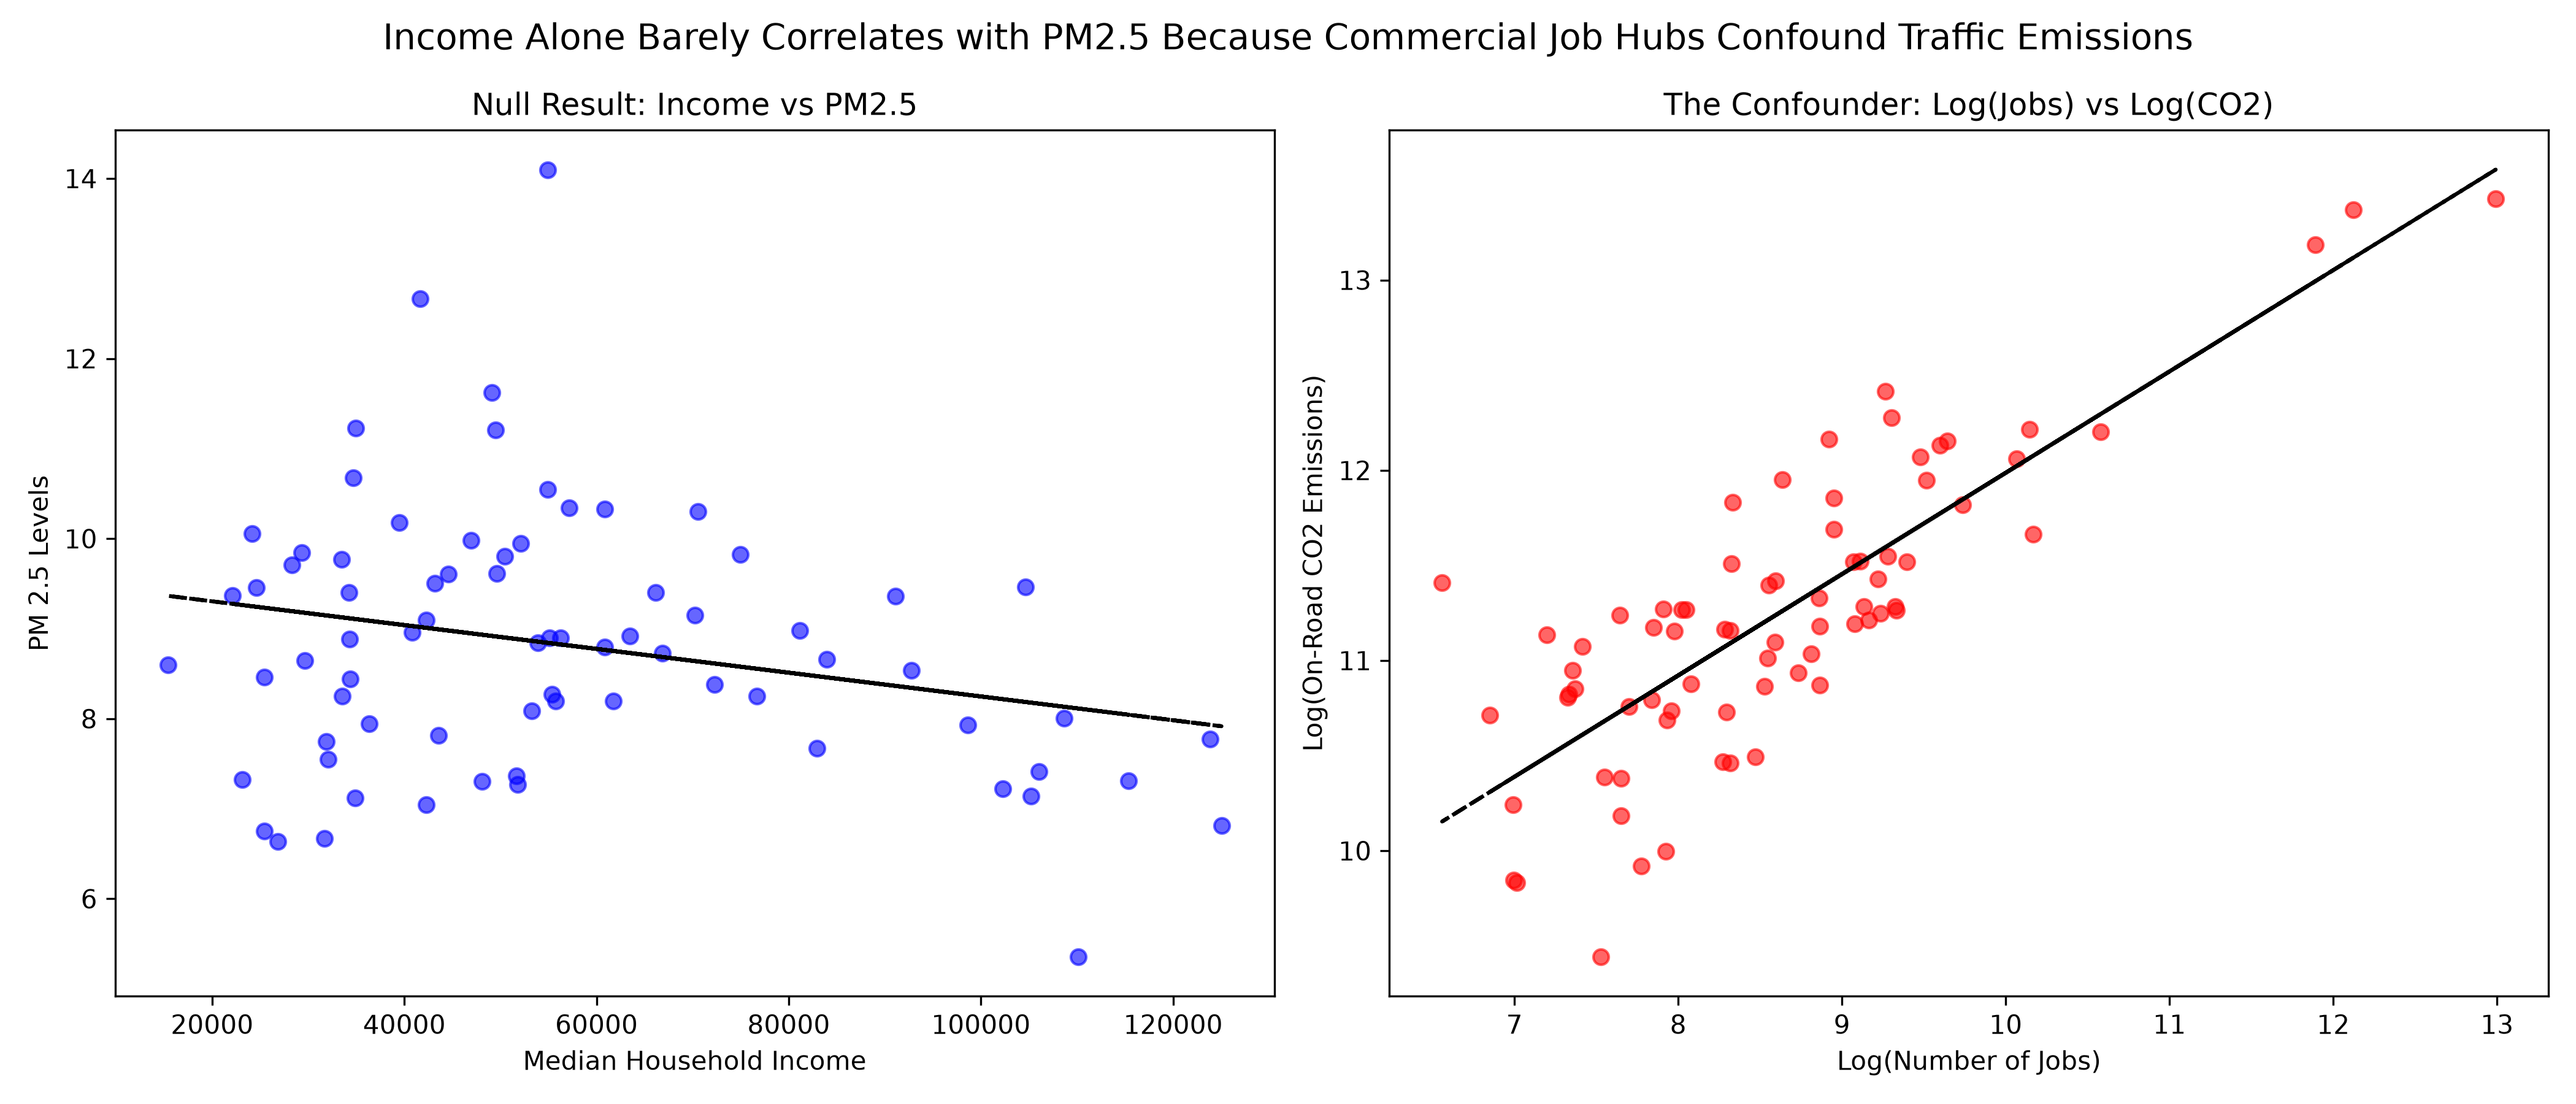 Income Alone Barely Correlates with PM2.5 Because Commercial Job Hubs Confound Traffic Emissions
Null Result: Income vs PM2.5
14
12
10
8
6
PM 2.5 Levels
20000 40000 60000 80000 100000 120000
Median Household Income
The Confounder: Log(Jobs) vs Log(CO2)
13
12
11
10
Log(On-Road CO2 Emissions)
7 8 9 10 11 12 13
Log(Number of Jobs)